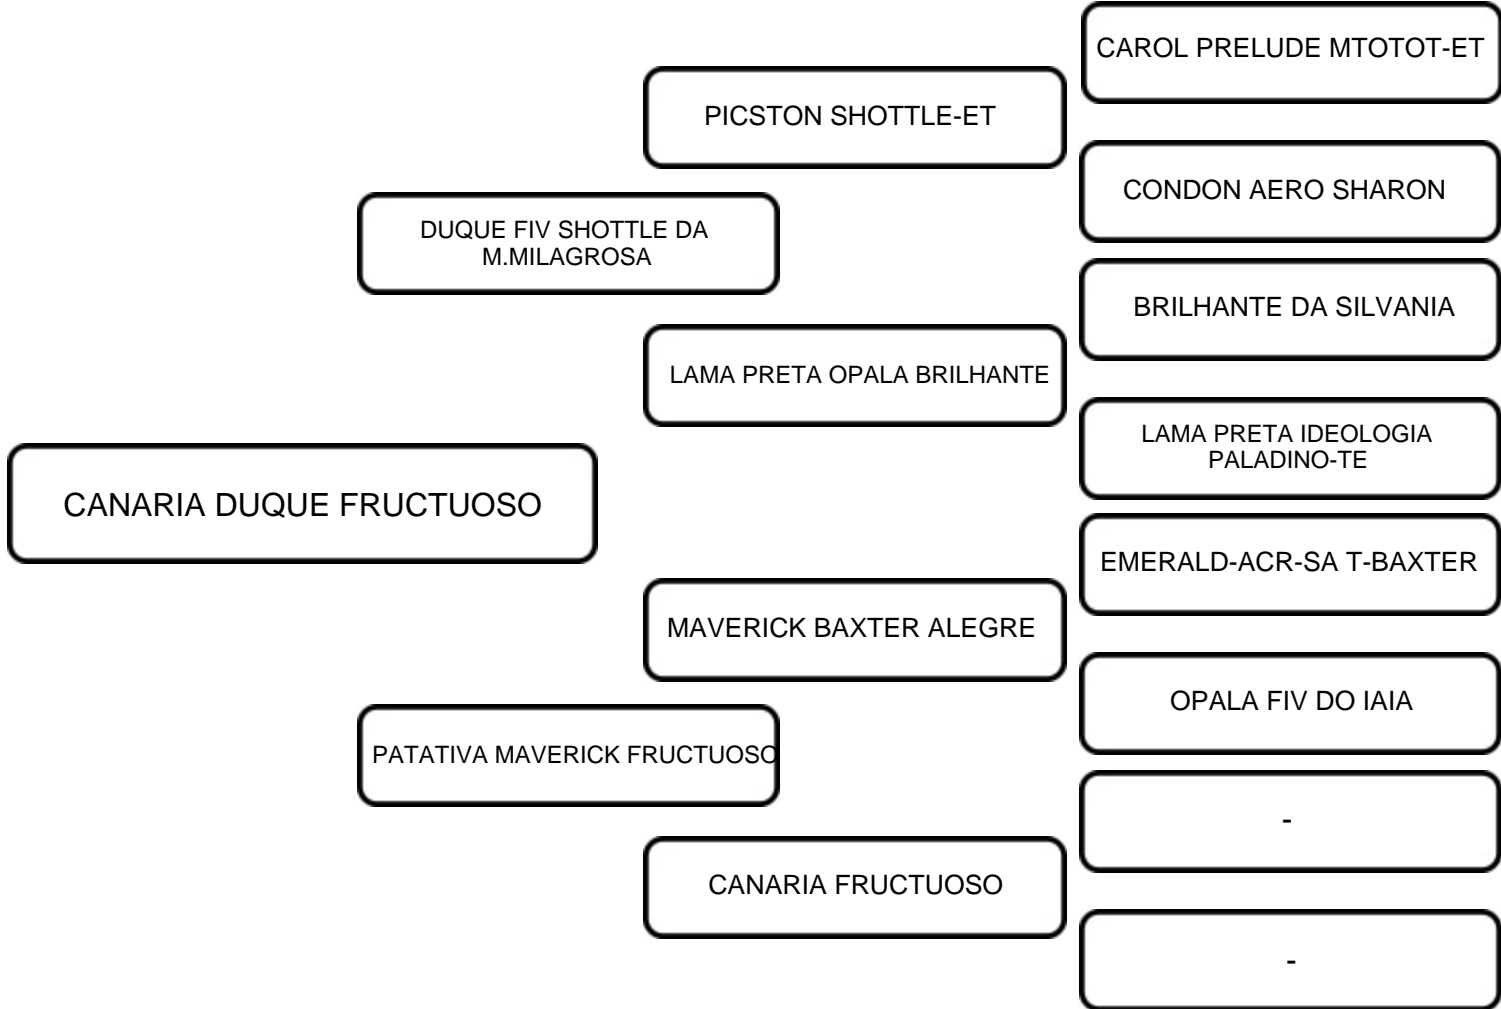 CAROL PRELUDE MTOTOT-ET
PICSTON SHOTTLE-ET
CONDON AERO SHARON
DUQUE FIV SHOTTLE DA
M.MILAGROSA
BRILHANTE DA SILVANIA
LAMA PRETA OPALA BRILHANTE
LAMA PRETA IDEOLOGIA
PALADINO-TE
CANARIA DUQUE FRUCTUOSO
EMERALD-ACR-SA T-BAXTER
MAVERICK BAXTER ALEGRE
OPALA FIV DO IAIA
PATATIVA MAVERICK FRUCTUOSO
-
CANARIA FRUCTUOSO
-